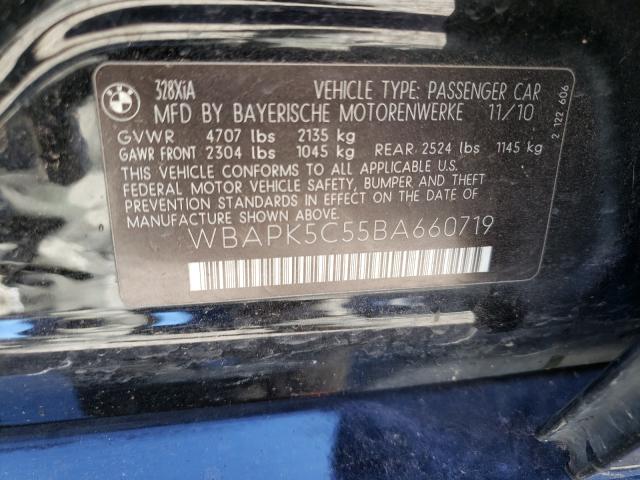 328XiA VEHICLE TYPE: PASSENGER CAR
MFD BY BAYERISCHE MOTORENWERKE 11/10
GVWR 4707 lbs 2135 kg
GAWR FRONT 2304 lbs 1045 kg REAR 2524 lbs 1145 kg
THIS VEHICLE CONFORMS TO ALL APPLICABLE U.S.
FEDERAL MOTOR VEHICLE SAFETY, BUMPER AND THEFT
PREVENTION STANDARDS IN EFFECT ON THE DATE OF
MANUFACTURE SHOWN ABOVE.
WBAPK5C55BA660719
2 122 606
BMW